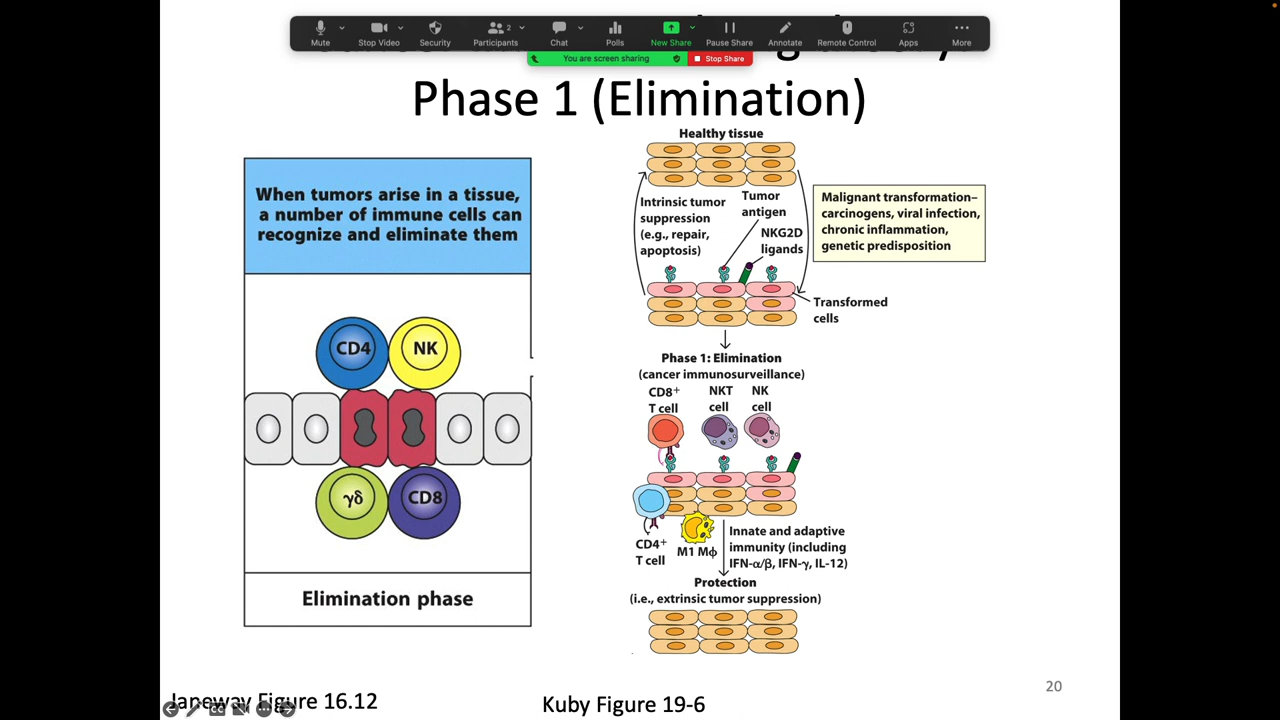 Mute
Stop Video
Security
Participants
2
Chat
Polls
New Share
Pause Share
Annotate
Remote Control
Apps
More
You are screen sharing
Stop Share
Phase 1 (Elimination)
When tumors arise in a tissue,
a number of immune cells can
recognize and eliminate them
CD4
NK
γδ
CD8
Elimination phase
Healthy tissue
Intrinsic tumor
suppression
(e.g., repair,
apoptosis)
Tumor
antigen
NKG2D
ligands
Malignant transformation–
carcinogens, viral infection,
chronic inflammation,
genetic predisposition
Transformed
cells
Phase 1: Elimination
(cancer immunosurveillance)
CD8⁺
T cell
NKT
cell
NK
cell
CD4⁺
T cell
M1 Mϕ
Innate and adaptive
immunity (including
IFN-α/β, IFN-γ, IL-12)
Protection
(i.e., extrinsic tumor suppression)
Janeway Figure 16.12
Kuby Figure 19-6
20